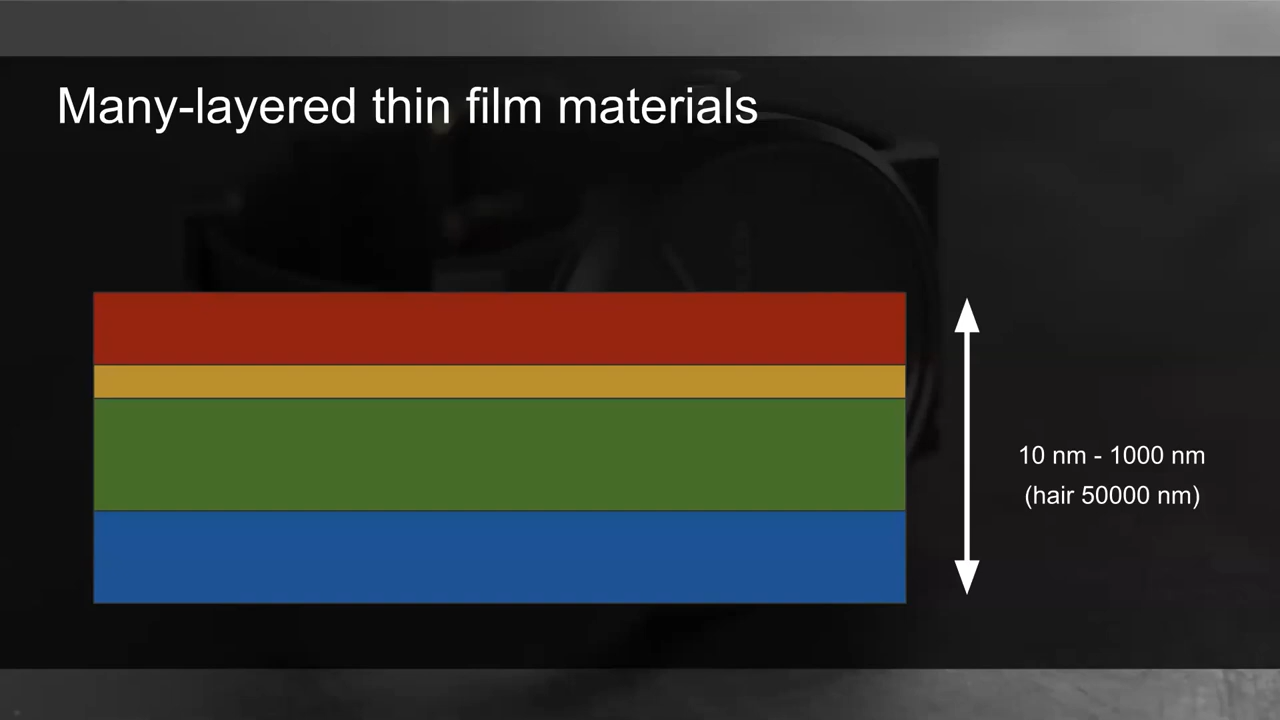 Many-layered thin film materials
10 nm - 1000 nm
(hair 50000 nm)